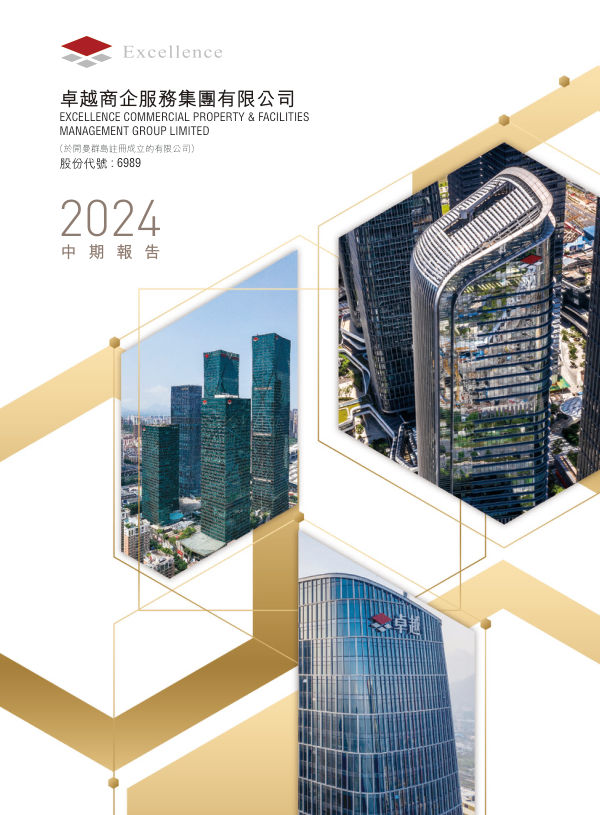 Excellence
卓越商企服務集團有限公司
EXCELLENCE COMMERCIAL PROPERTY & FACILITIES
MANAGEMENT GROUP LIMITED
（於開曼群島註冊成立的有限公司）
股份代號 : 6989
2024
中期報告
卓越